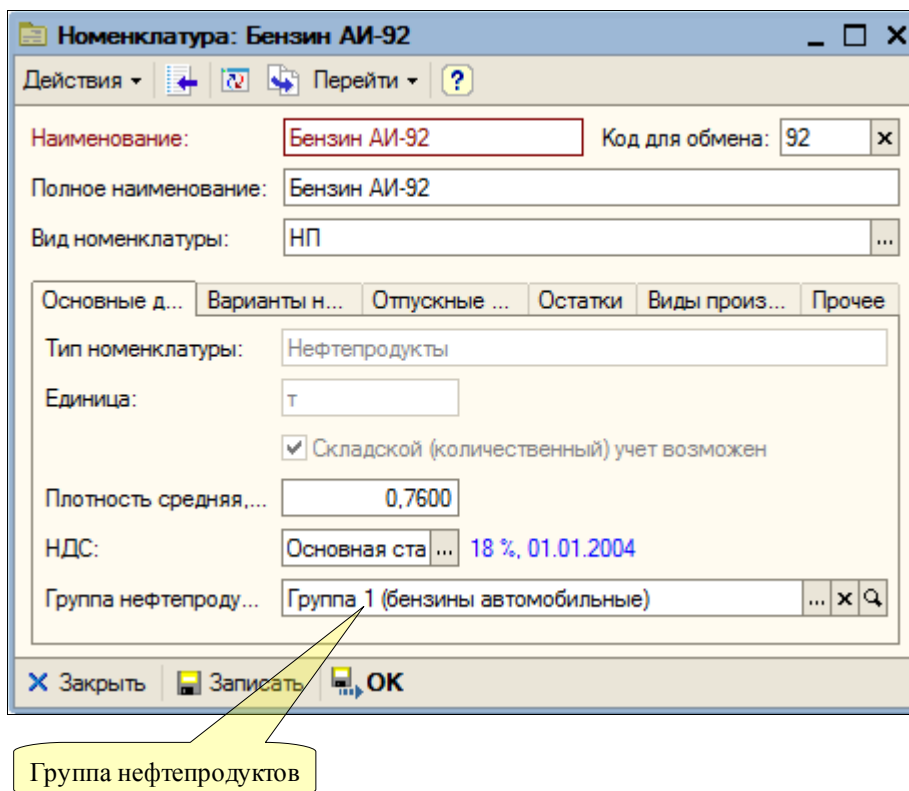 Номенклатура: Бензин АИ-92
Действия Перейти ?
Наименование: Бензин АИ-92 Код для обмена: 92
Полное наименование: Бензин АИ-92
Вид номенклатуры: НП ...
Основные д... Варианты н... Отпускные ... Остатки Виды произ... Прочее
Тип номенклатуры: Нефтепродукты
Единица: т
Складской (количественный) учет возможен
Плотность средняя,... 0,7600
НДС: Основная ста ... 18 %, 01.01.2004
Группа нефтепроду... Группа 1 (бензины автомобильные) ...
Закрыть Записать ОК
Группа нефтепродуктов